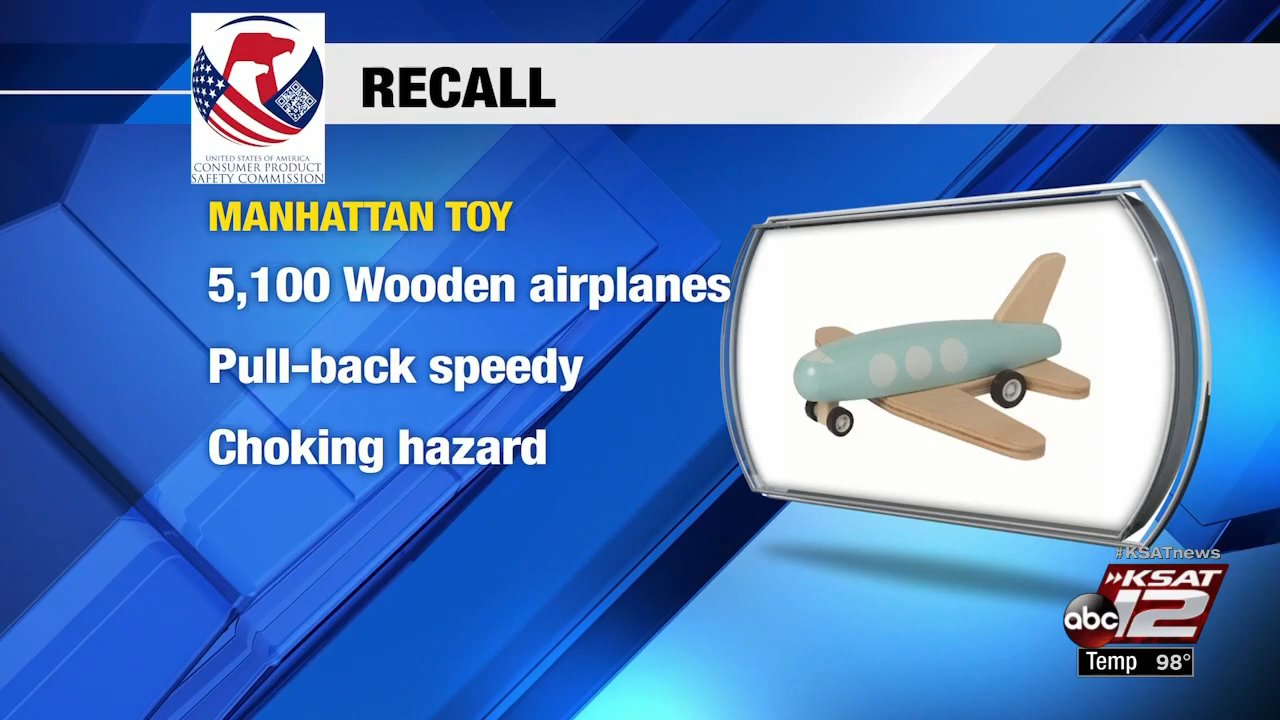 RECALL
UNITED STATES OF AMERICA
CONSUMER PRODUCT
SAFETY COMMISSION
MANHATTAN TOY
5,100 Wooden airplanes
Pull-back speedy
Choking hazard
#KSATnews
KSAT
abc 12
Temp 98°